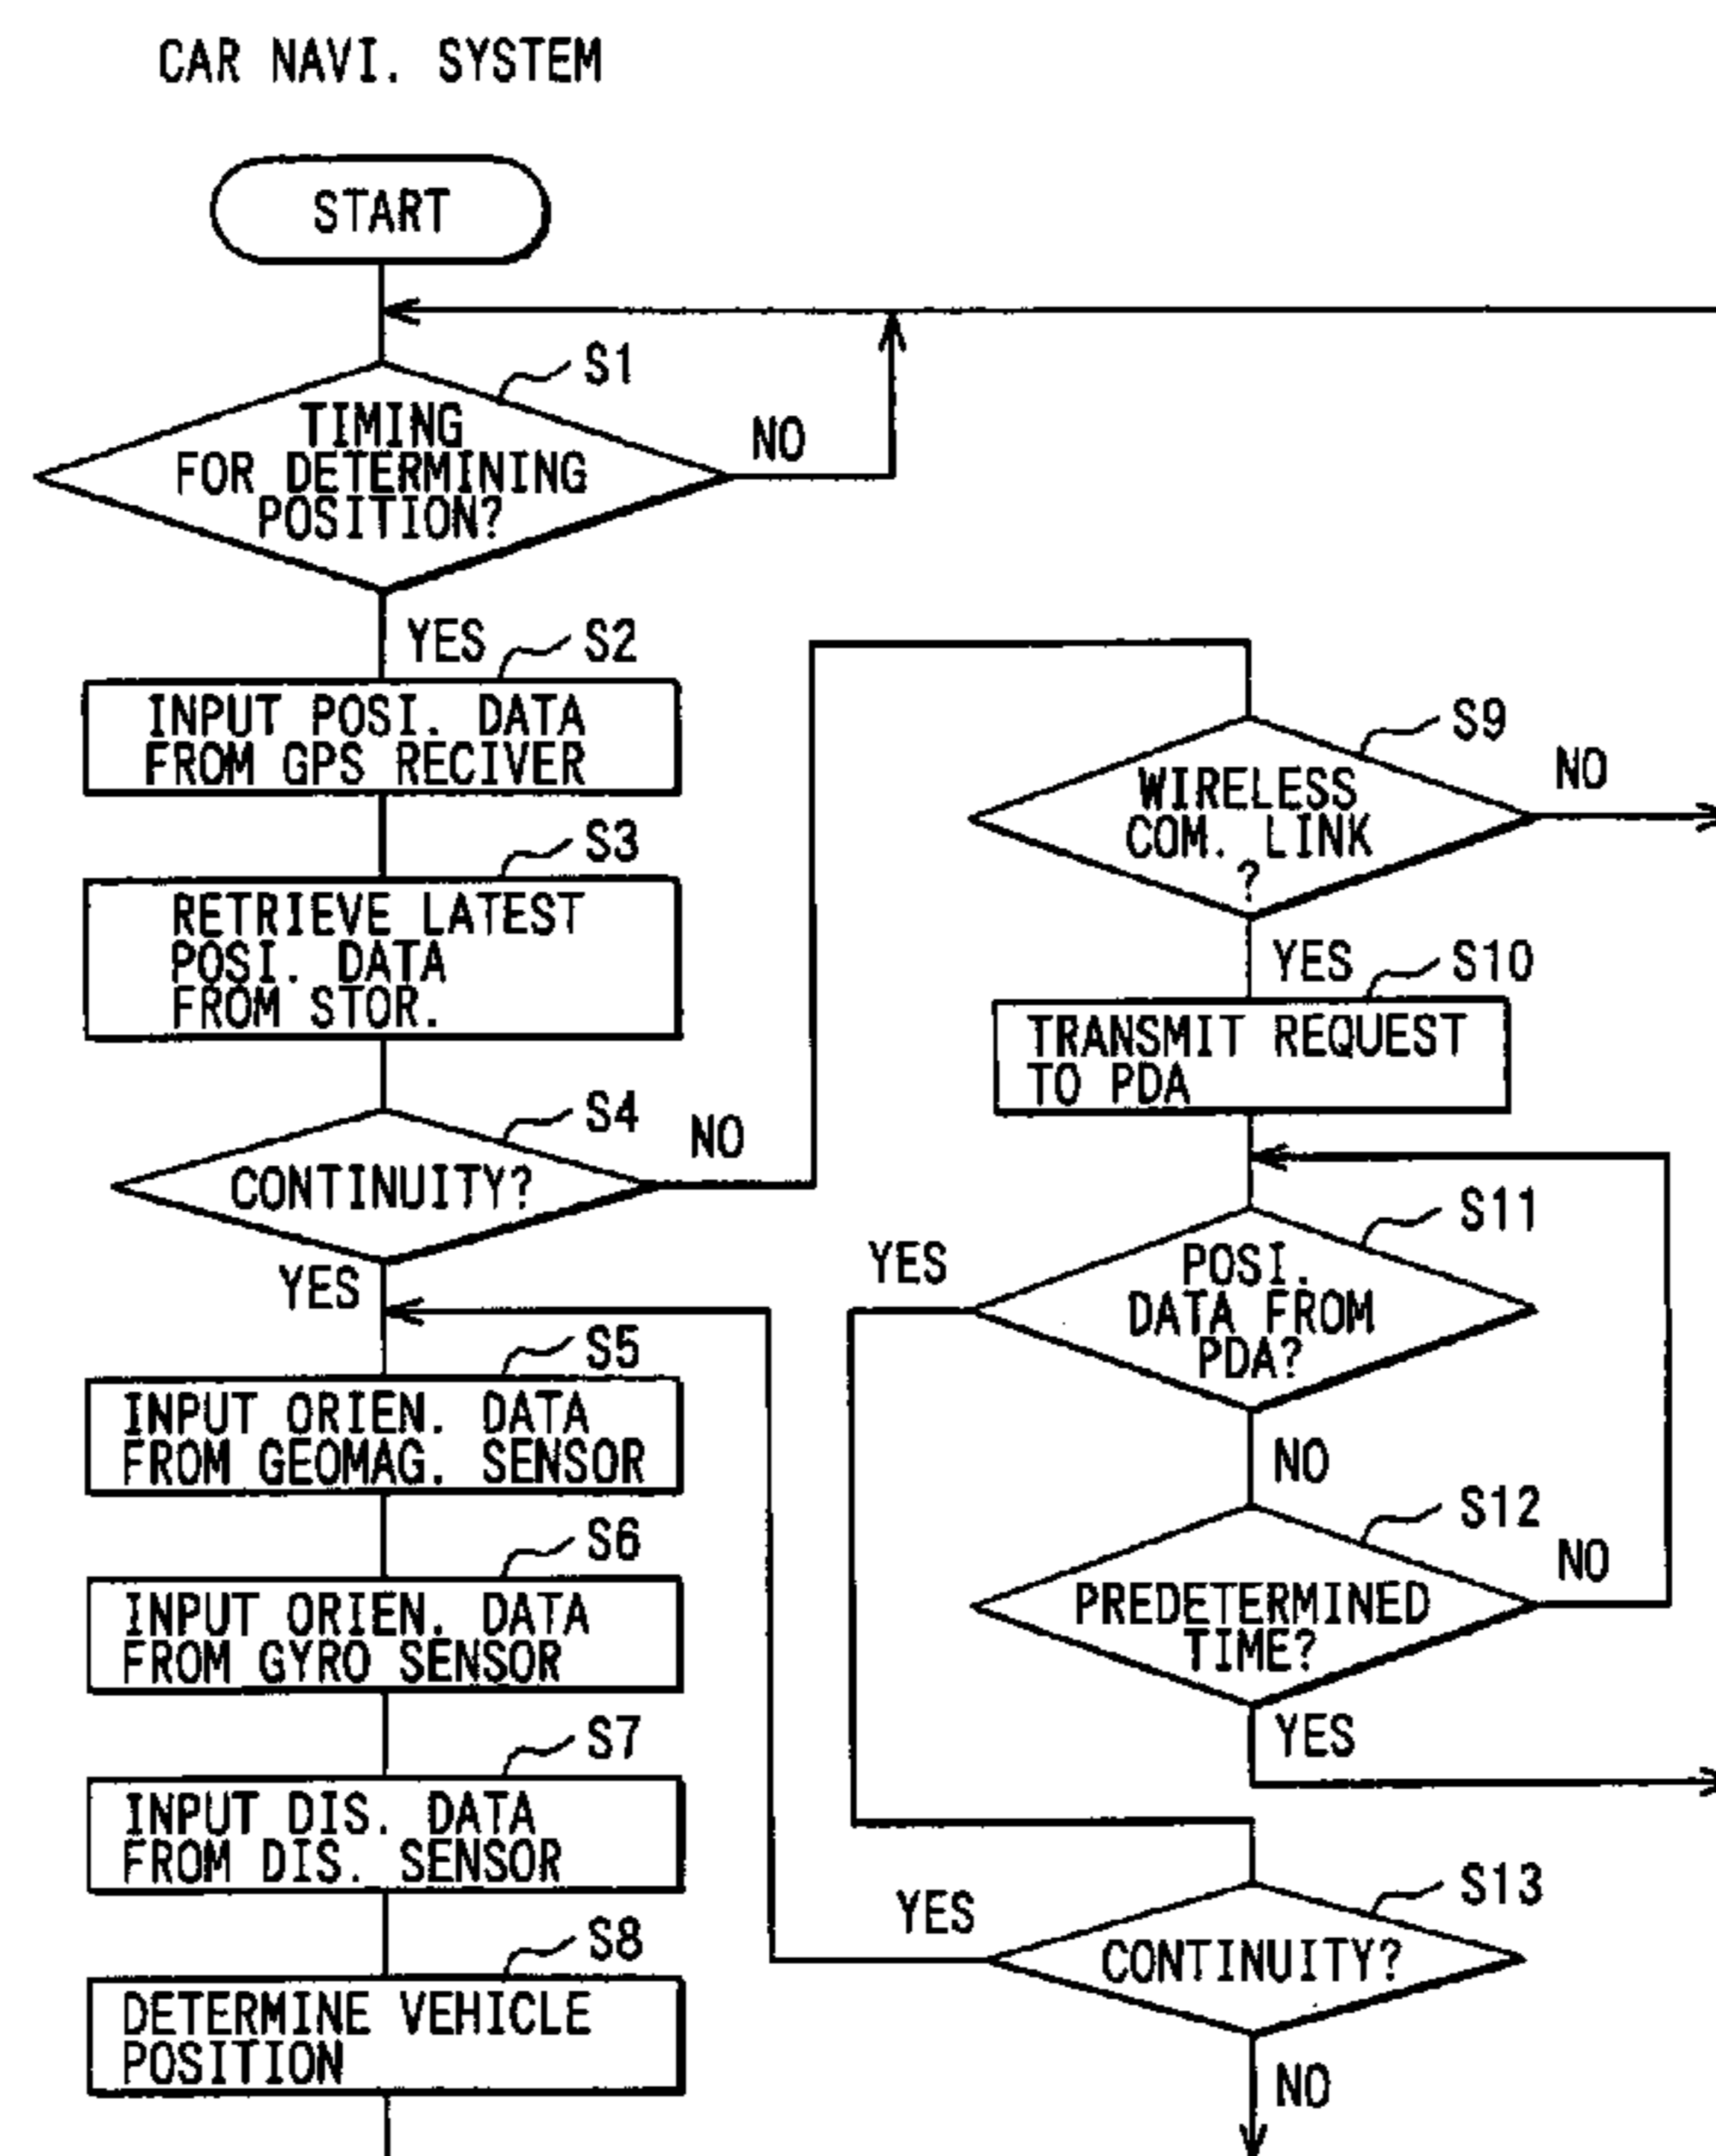 CAR NAVI. SYSTEM
START
S1
TIMING
FOR DETERMINING
POSITION?
NO
YES
S2
INPUT POSI. DATA
FROM GPS RECIVER
S3
RETRIEVE LATEST
POSI. DATA
FROM STOR.
S4
CONTINUITY?
NO
YES
S5
INPUT ORIEN. DATA
FROM GEOMAG. SENSOR
S6
INPUT ORIEN. DATA
FROM GYRO SENSOR
S7
INPUT DIS. DATA
FROM DIS. SENSOR
S8
DETERMINE VEHICLE
POSITION
S9
WIRELESS
COM. LINK
?
NO
YES
S10
TRANSMIT REQUEST
TO PDA
S11
POSI.
DATA FROM
PDA?
YES
NO
S12
PREDETERMINED
TIME?
NO
YES
S13
CONTINUITY?
YES
NO